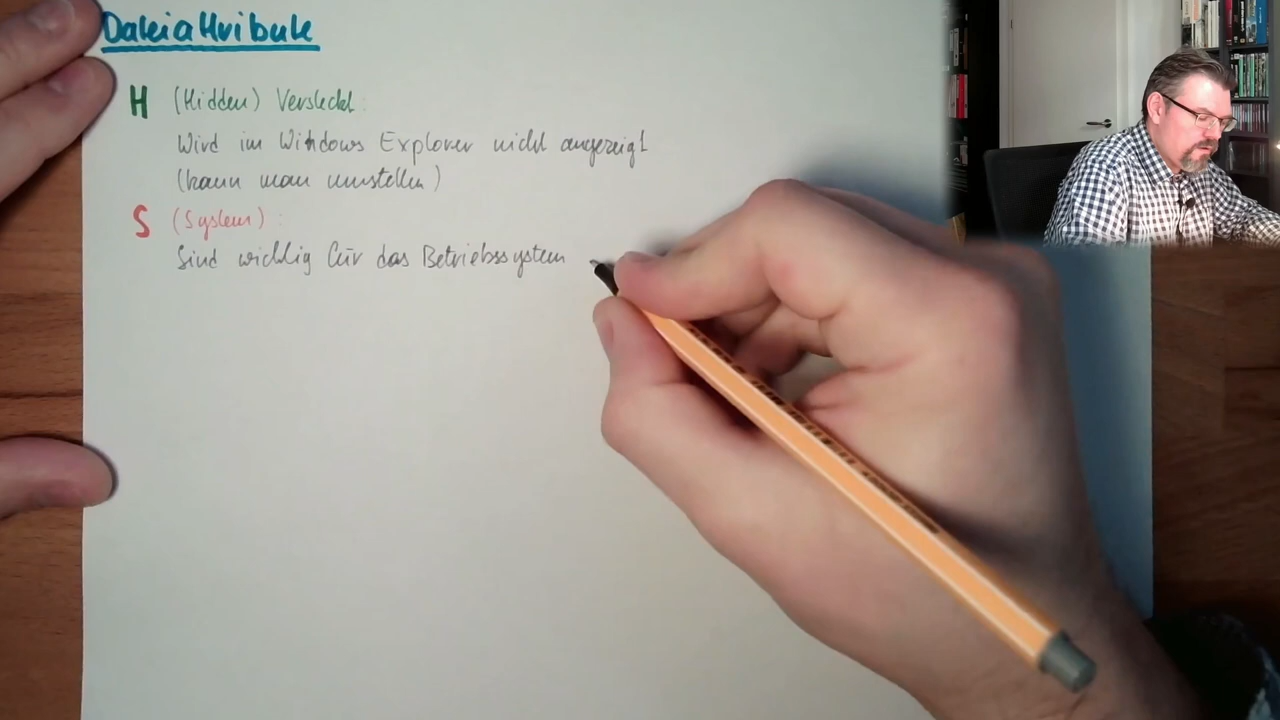 Dateiattribute
H (Hidden) Versteckt:
Wird im Windows Explorer nicht angezeigt
(kann man umstellen)
S (System):
Sind wichtig für das Betriebssystem